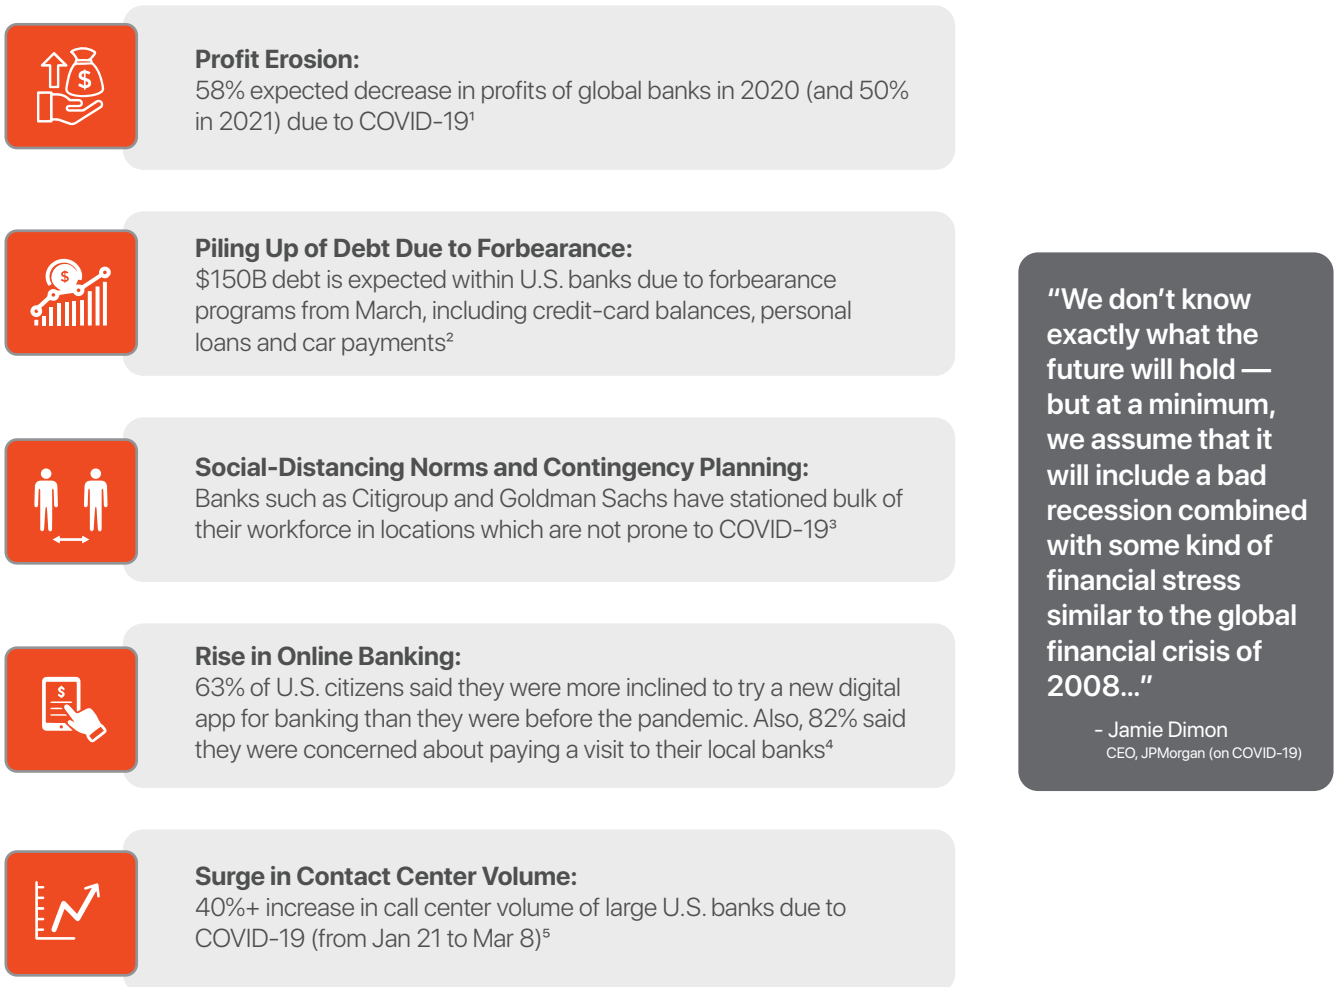 Profit Erosion:
58% expected decrease in profits of global banks in 2020 (and 50%
in 2021) due to COVID-19¹
$
Piling Up of Debt Due to Forbearance:
$150B debt is expected within U.S. banks due to forbearance
programs from March, including credit-card balances, personal
loans and car payments²
$
Social-Distancing Norms and Contingency Planning:
Banks such as Citigroup and Goldman Sachs have stationed bulk of
their workforce in locations which are not prone to COVID-19³
Rise in Online Banking:
63% of U.S. citizens said they were more inclined to try a new digital
app for banking than they were before the pandemic. Also, 82% said
they were concerned about paying a visit to their local banks⁴
$
Surge in Contact Center Volume:
40%+ increase in call center volume of large U.S. banks due to
COVID-19 (from Jan 21 to Mar 8)⁵
“We don’t know
exactly what the
future will hold —
but at a minimum,
we assume that it
will include a bad
recession combined
with some kind of
financial stress
similar to the global
financial crisis of
2008...”
- Jamie Dimon
CEO, JPMorgan (on COVID-19)